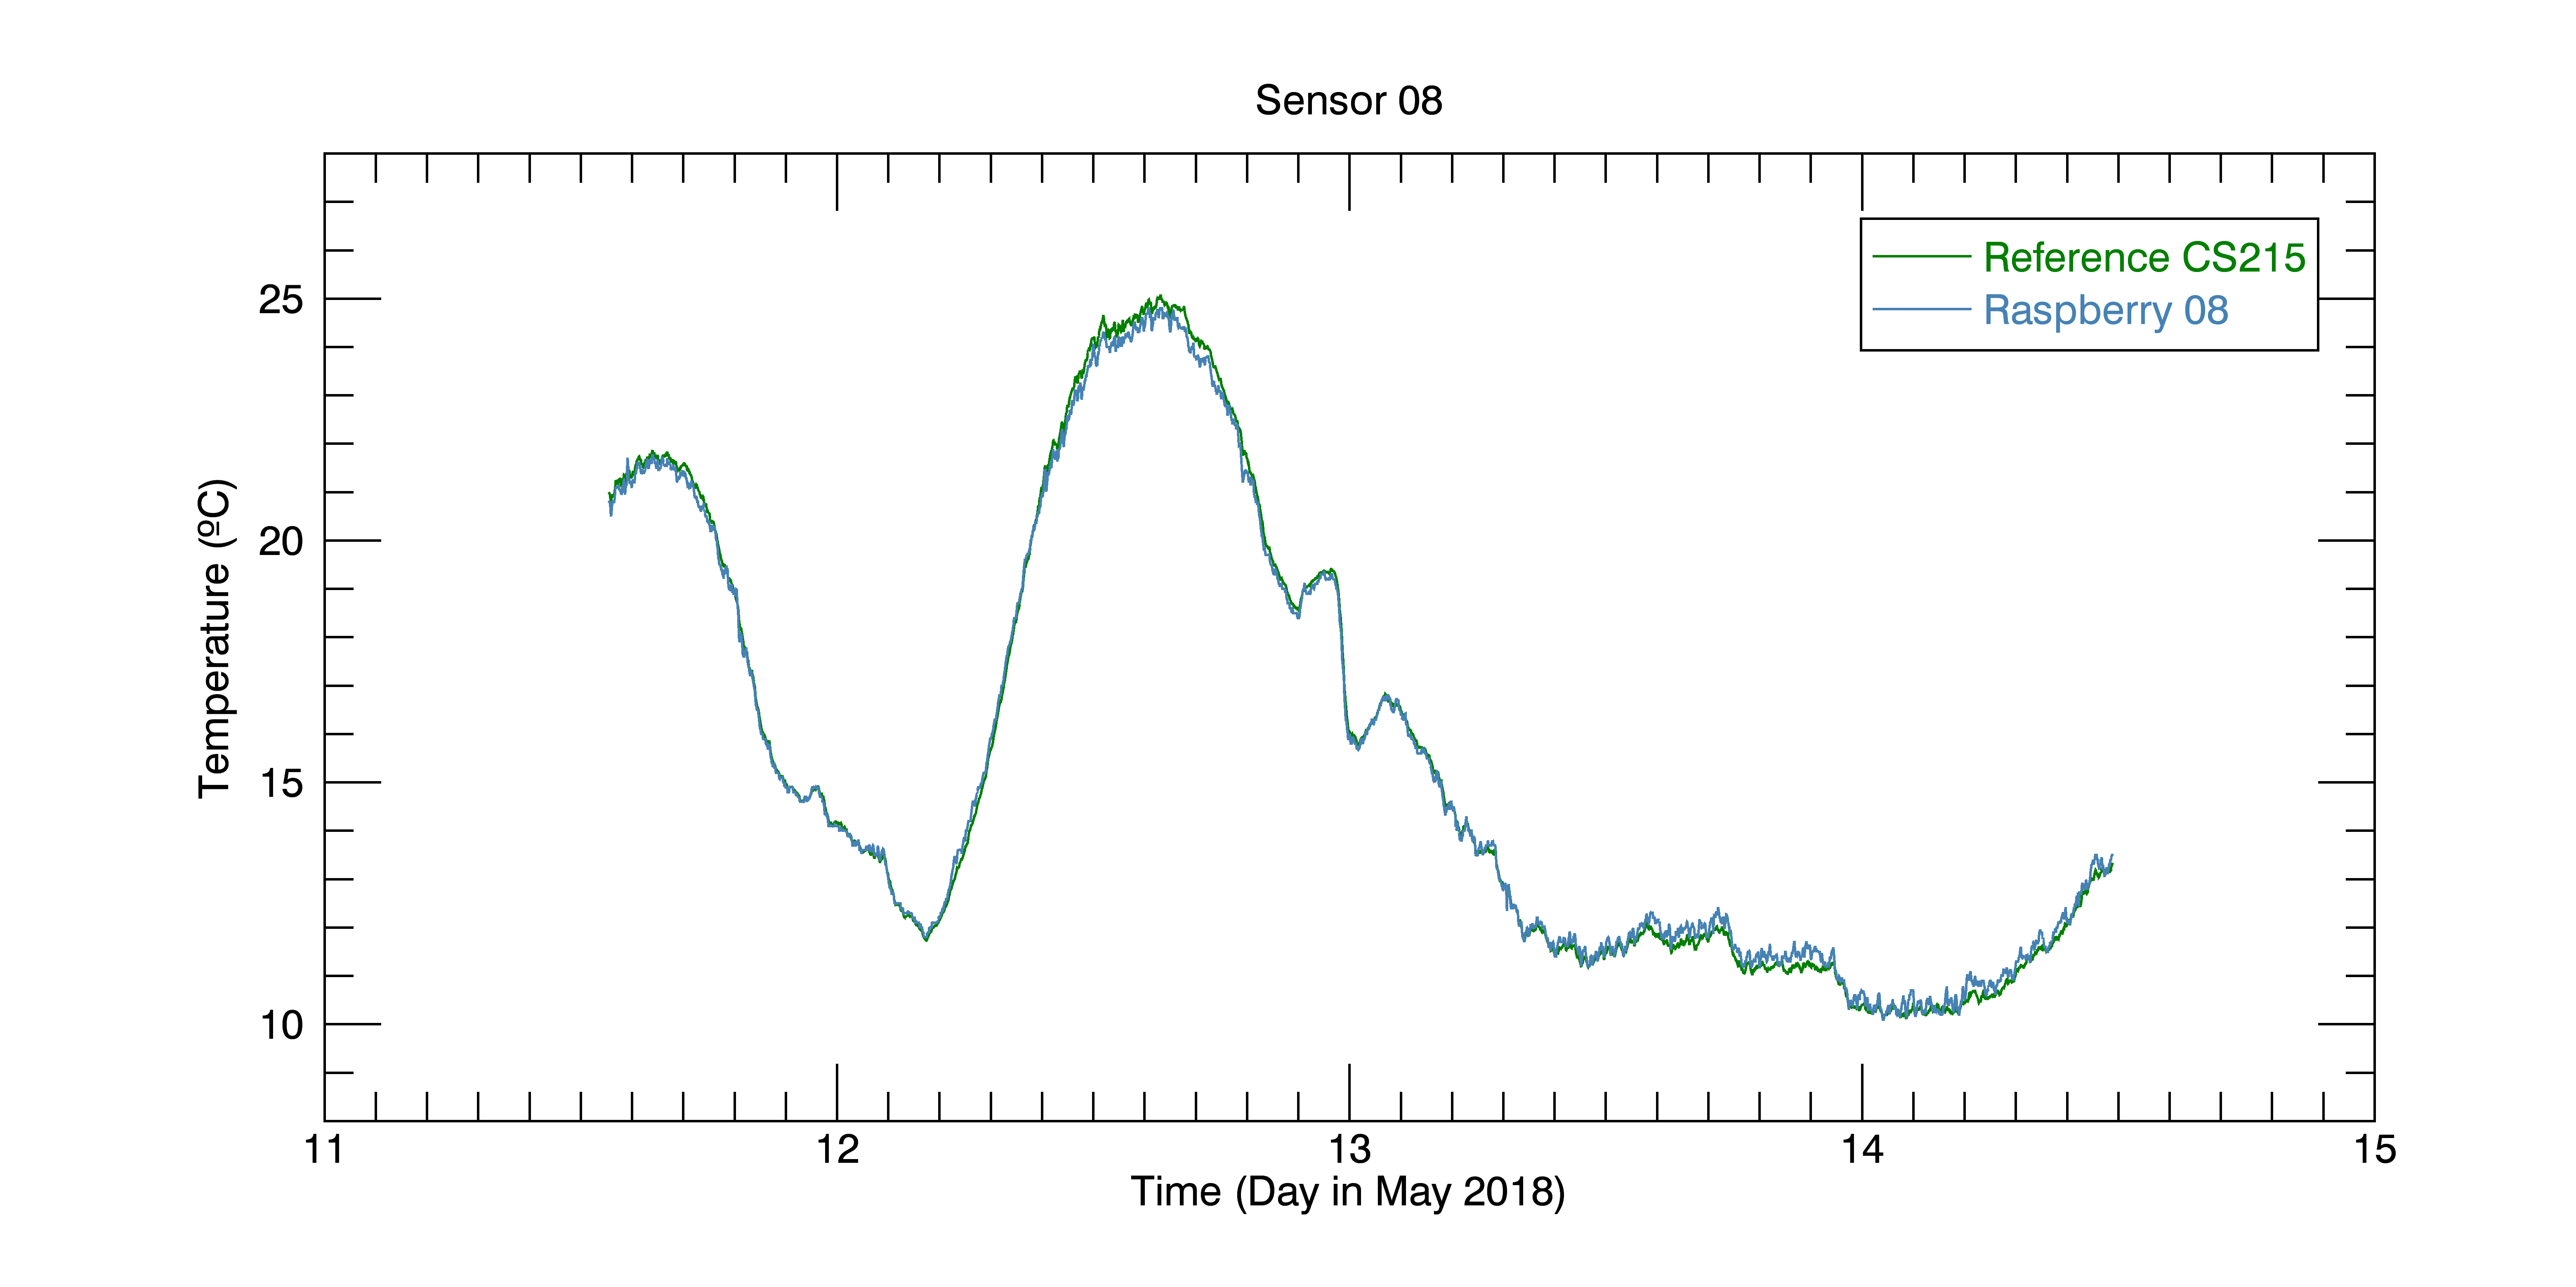 Sensor 08
Reference CS215
Raspberry 08
Temperature (ºC)
25
20
15
10
11 12 13 14 15
Time (Day in May 2018)